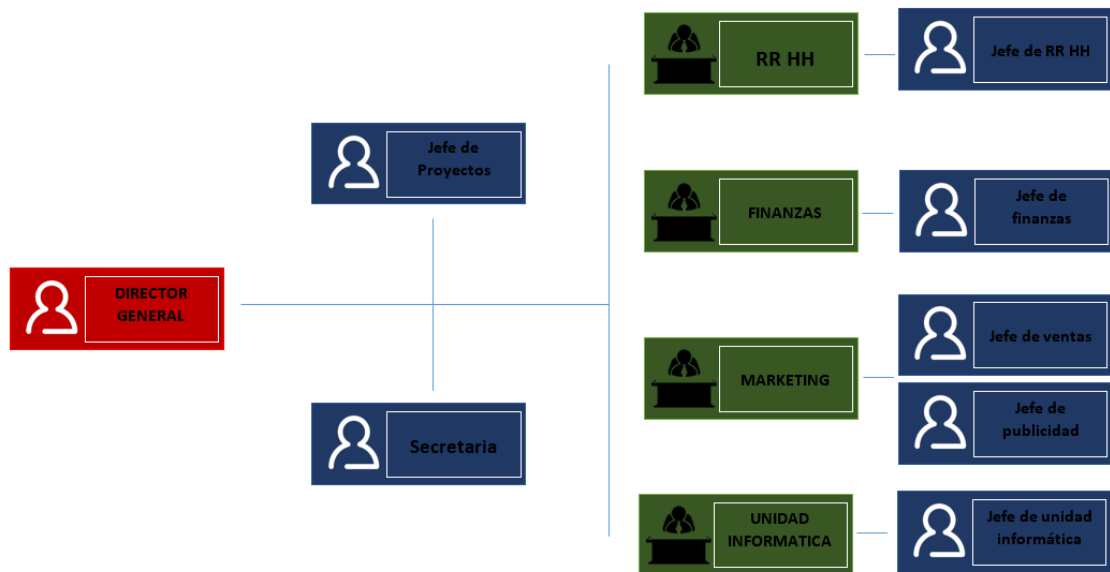 RR HH
Jefe de RR HH
Jefe de
Proyectos
FINANZAS
Jefe de
finanzas
DIRECTOR
GENERAL
Jefe de ventas
MARKETING
Jefe de
publicidad
Secretaria
UNIDAD
INFORMATICA
Jefe de unidad
informática